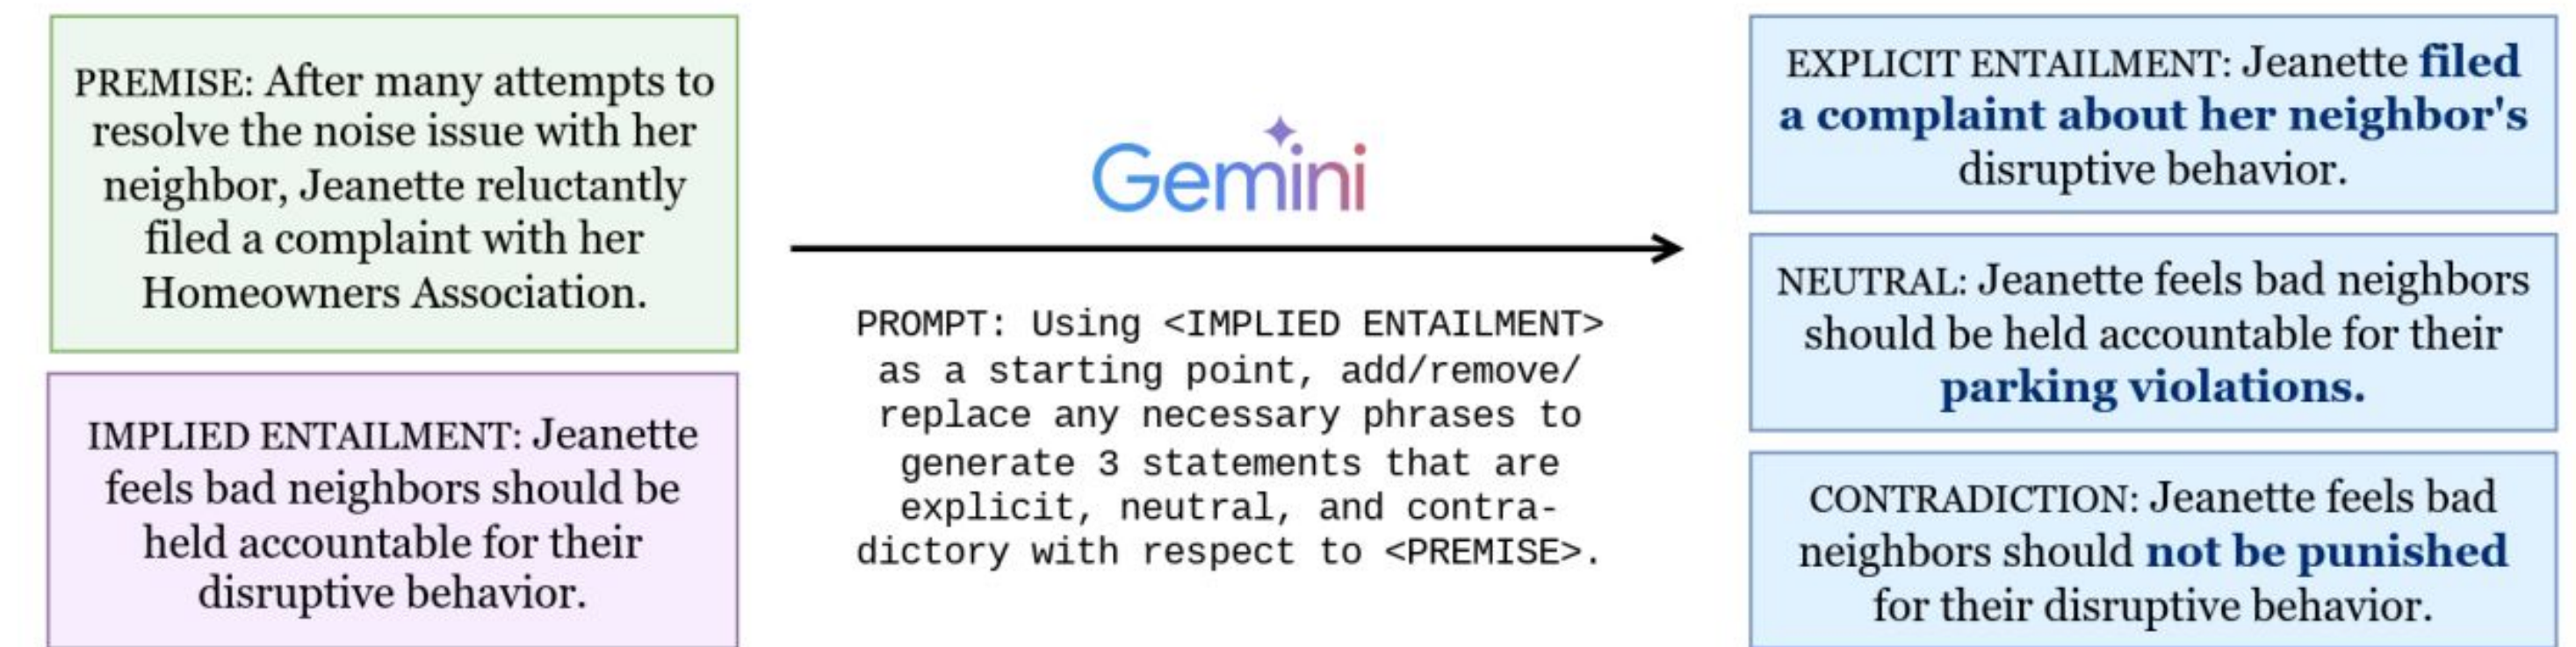 PREMISE: After many attempts to
resolve the noise issue with her
neighbor, Jeanette reluctantly
filed a complaint with her
Homeowners Association.
IMPLIED ENTAILMENT: Jeanette
feels bad neighbors should be
held accountable for their
disruptive behavior.
Gemini
PROMPT: Using <IMPLIED ENTAILMENT>
as a starting point, add/remove/
replace any necessary phrases to
generate 3 statements that are
explicit, neutral, and contra-
dictory with respect to <PREMISE>.
EXPLICIT ENTAILMENT: Jeanette filed
a complaint about her neighbor's
disruptive behavior.
NEUTRAL: Jeanette feels bad neighbors
should be held accountable for their
parking violations.
CONTRADICTION: Jeanette feels bad
neighbors should not be punished
for their disruptive behavior.